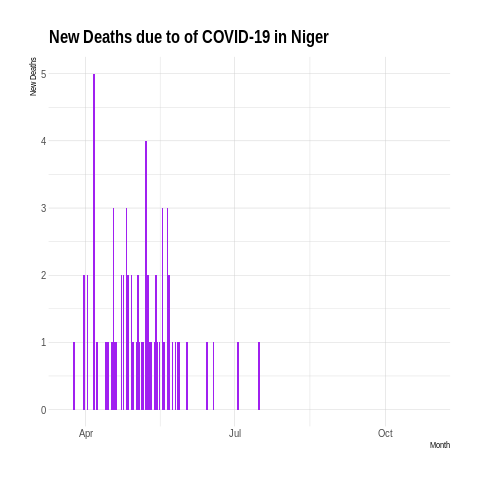 New Deaths due to of COVID-19 in Niger
New Deaths
5
4
3
2
1
0
Apr
Jul
Oct
Month